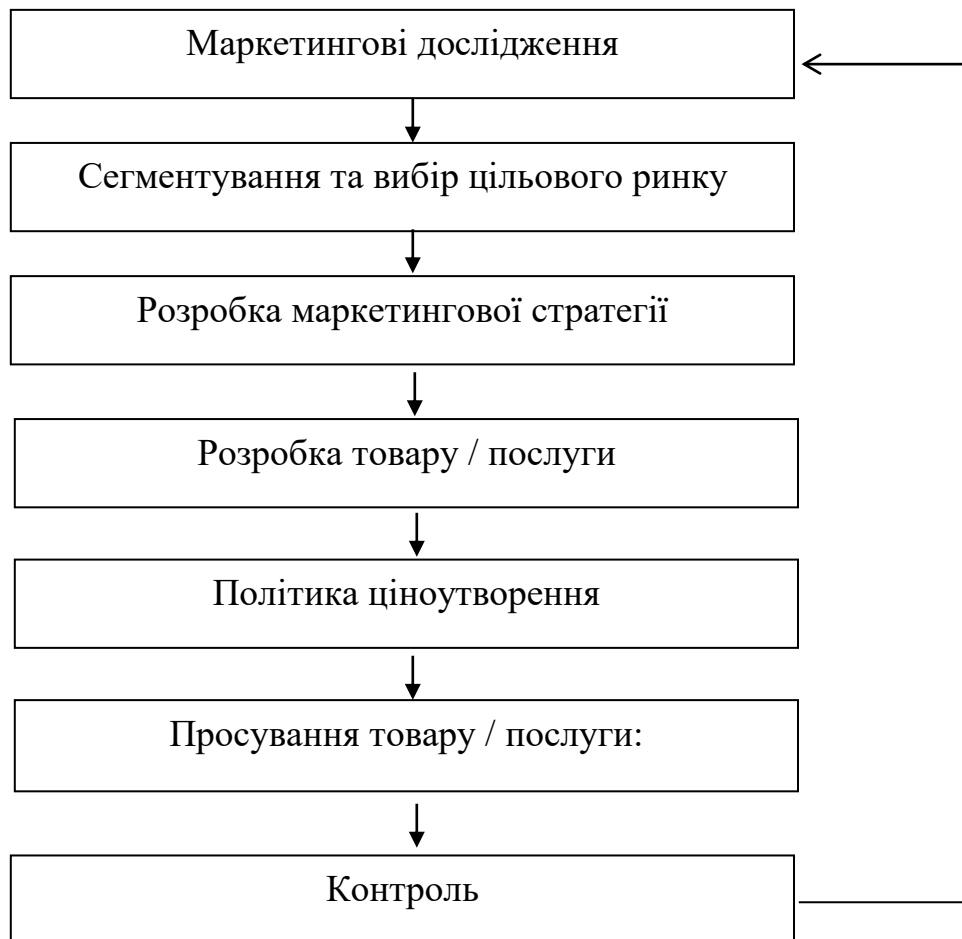 Маркетингові дослідження
Сегментування та вибір цільового ринку
Розробка маркетингової стратегії
Розробка товару / послуги
Політика ціноутворення
Просування товару / послуги:
Контроль